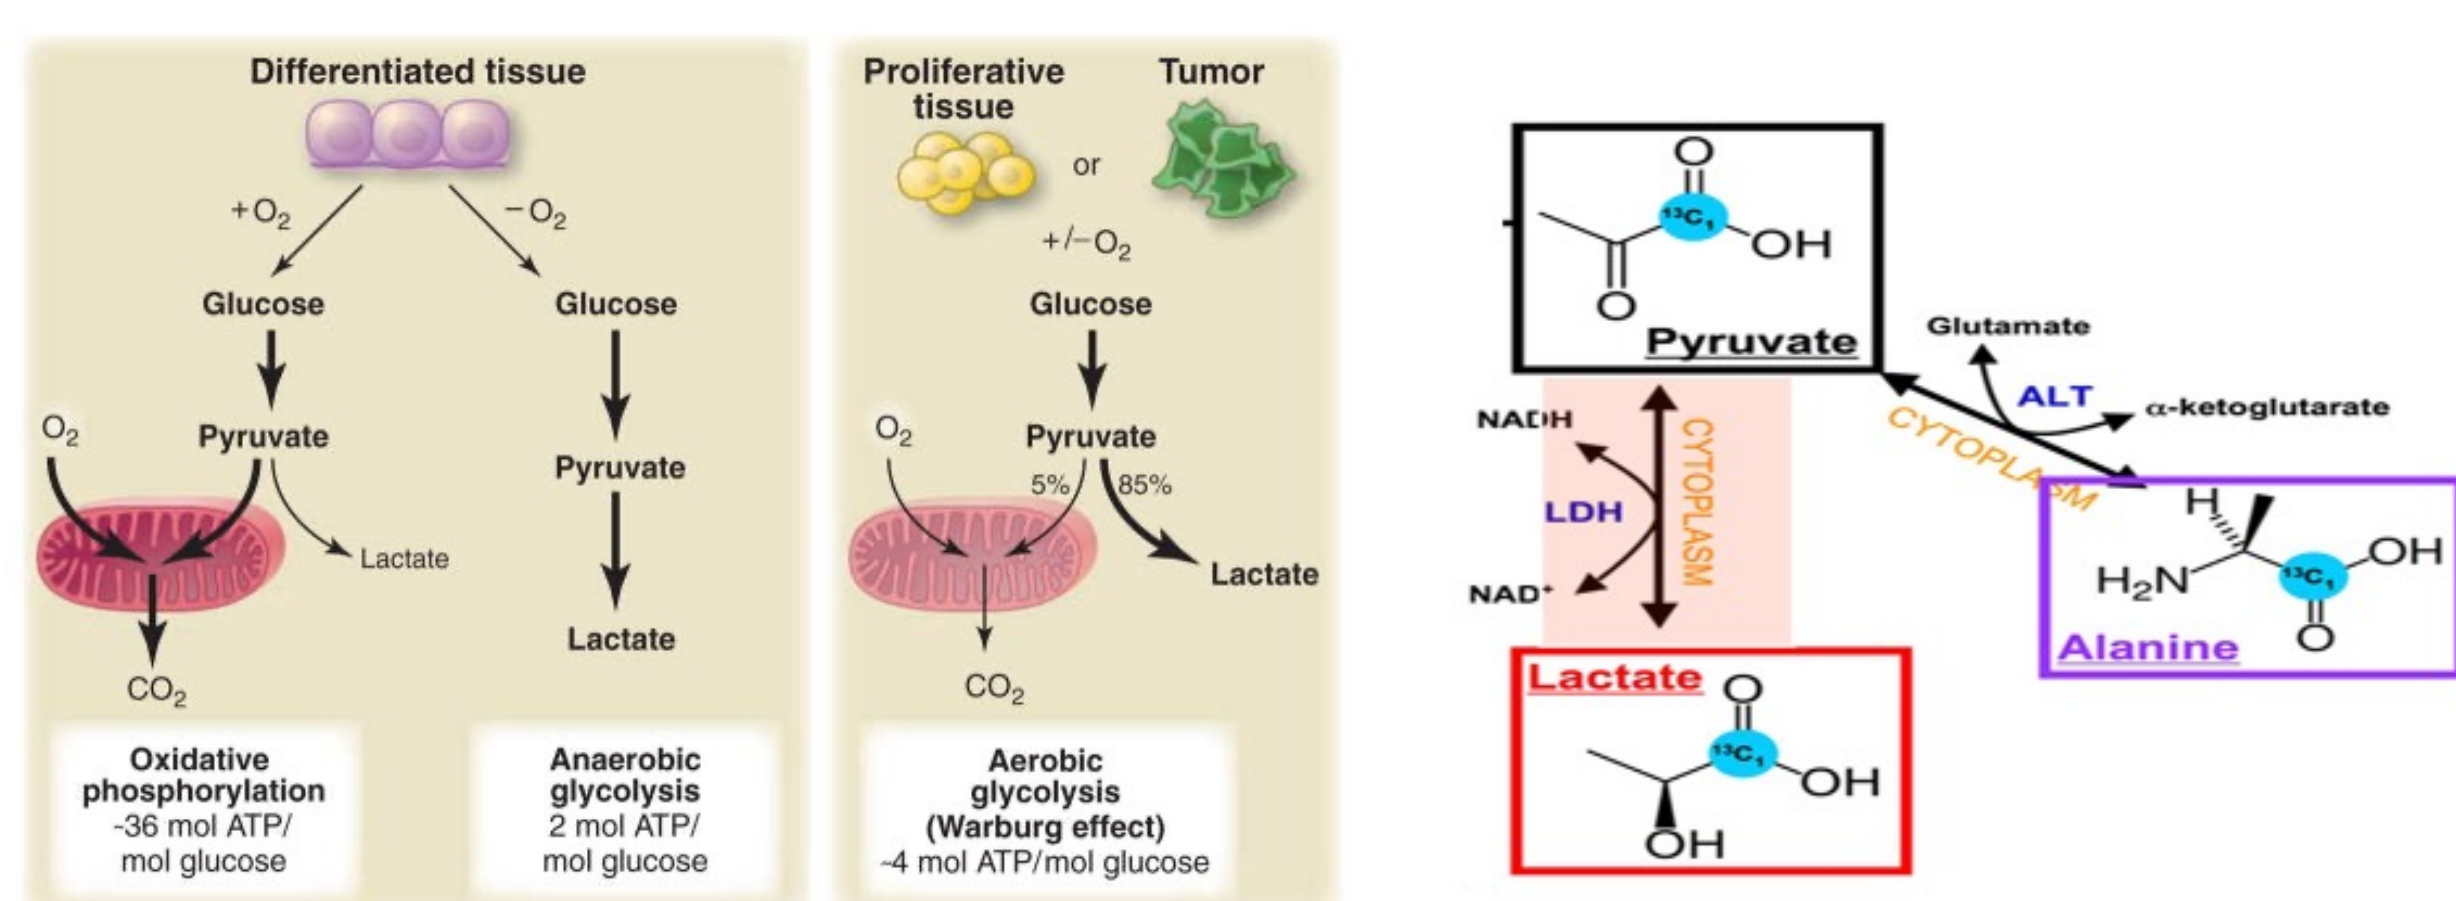 Differentiated tissue
+O₂
−O₂
Glucose
Glucose
O₂
Pyruvate
Pyruvate
Lactate
Lactate
CO₂
Oxidative
phosphorylation
~36 mol ATP/
mol glucose
Anaerobic
glycolysis
2 mol ATP/
mol glucose
Proliferative
tissue
or
Tumor
+/−O₂
Glucose
O₂
Pyruvate
5%
85%
Lactate
CO₂
Aerobic
glycolysis
(Warburg effect)
~4 mol ATP/mol glucose
O
¹³C₁
OH
O
Pyruvate
Glutamate
ALT
α-ketoglutarate
CYTOPLASM
NADH
LDH
CYTOPLASM
NAD⁺
H
H₂N
¹³C₁
OH
O
Alanine
Lactate
O
¹³C₁
OH
OH